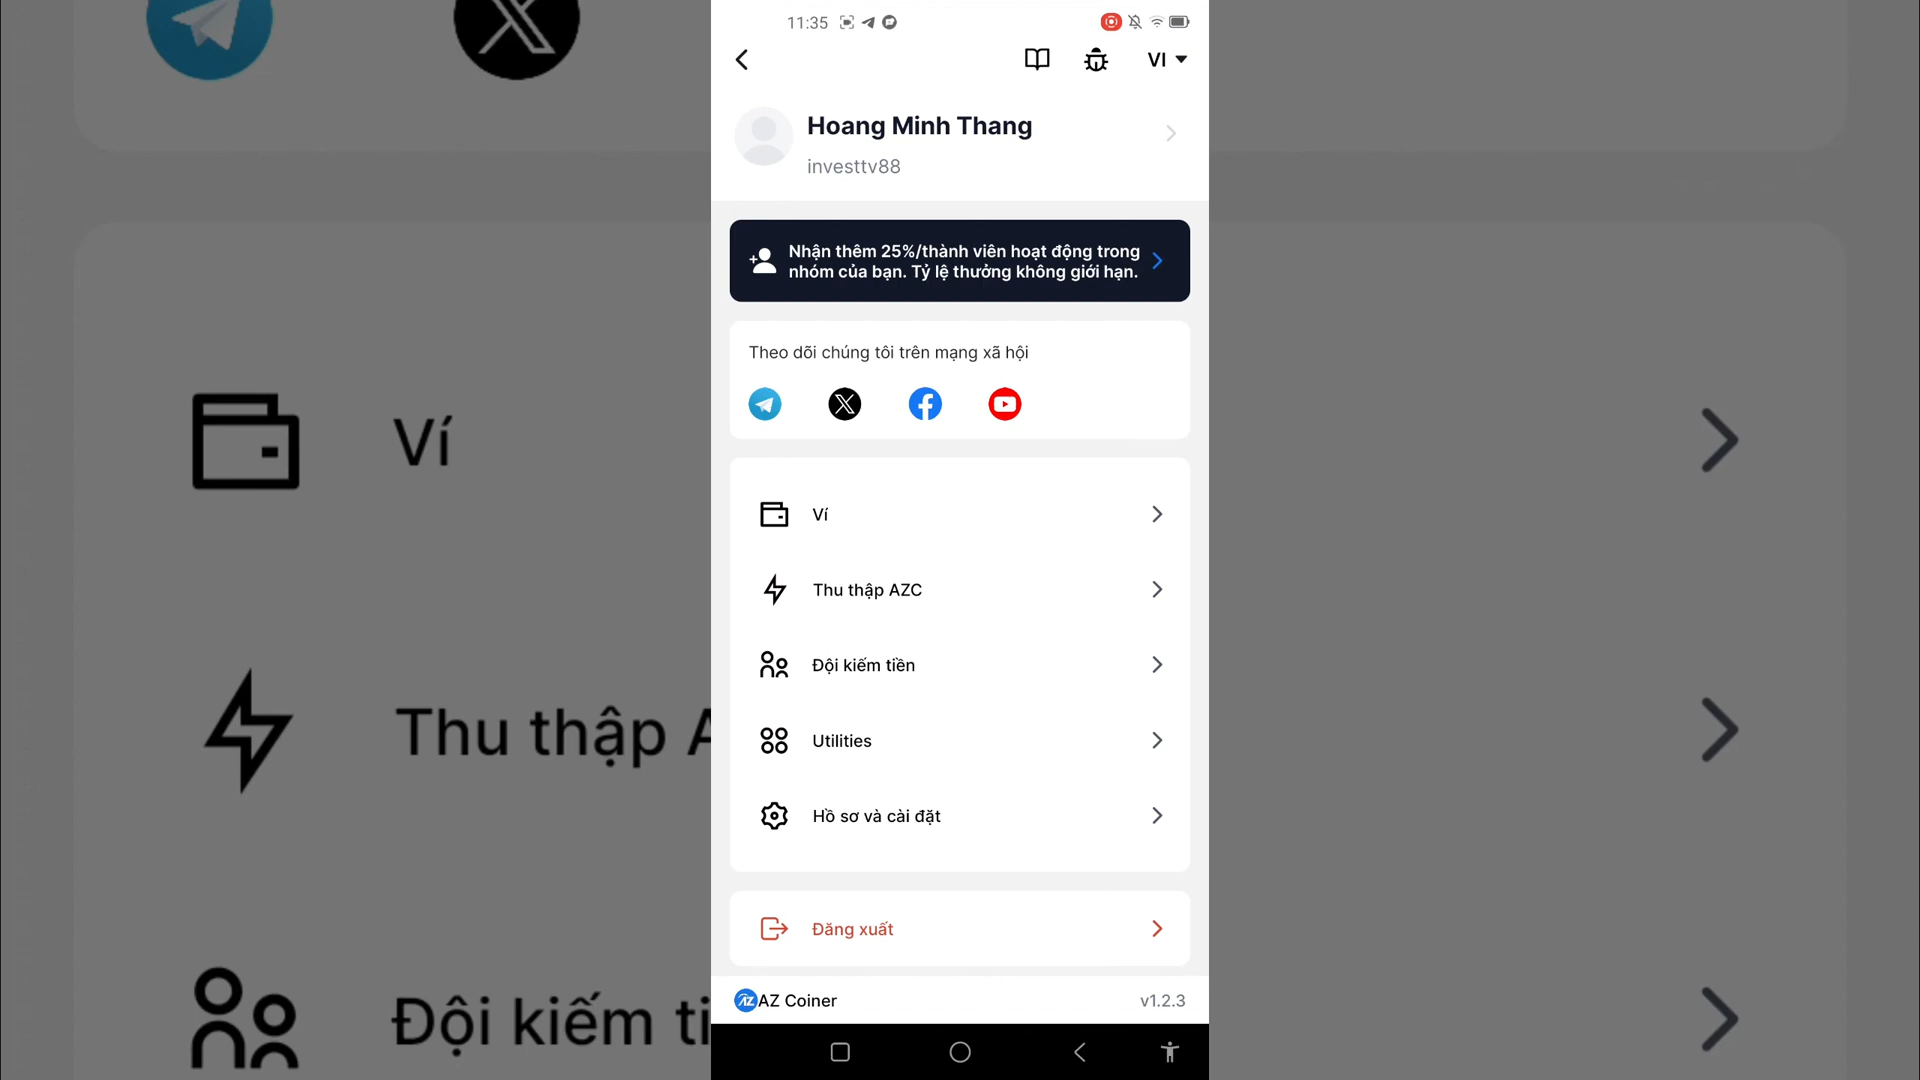 11:35
VI
Hoang Minh Thang
investtv88
Nhận thêm 25%/thành viên hoạt động trong
nhóm của bạn. Tỷ lệ thưởng không giới hạn.
Theo dõi chúng tôi trên mạng xã hội
Ví
Thu thập AZC
Đội kiếm tiền
Utilities
Hồ sơ và cài đặt
Đăng xuất
AZ Coiner
v1.2.3
Ví
Thu thập A
Đội kiếm ti